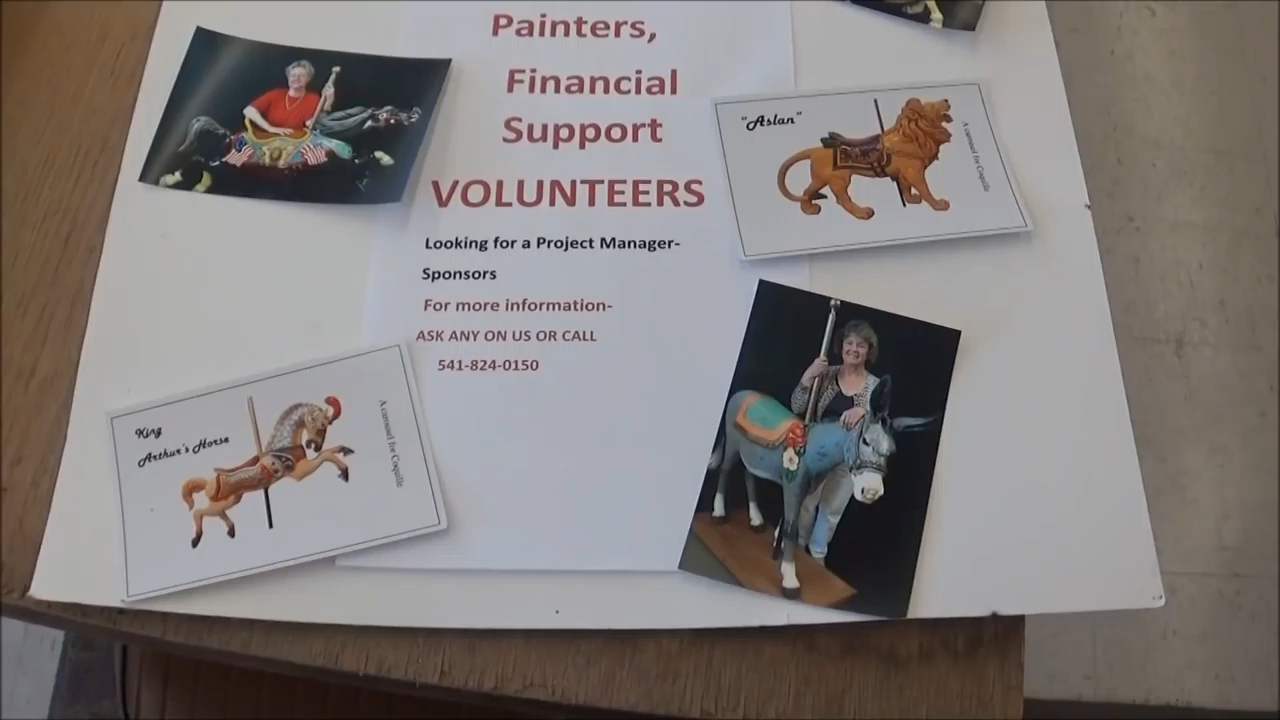 Painters,
Financial
Support
VOLUNTEERS
Looking for a Project Manager-
Sponsors
For more information-
ASK ANY ON US OR CALL
541-824-0150
"Aslan"
A carousel for Coquille
King
Arthur's Horse
A carousel for Coquille